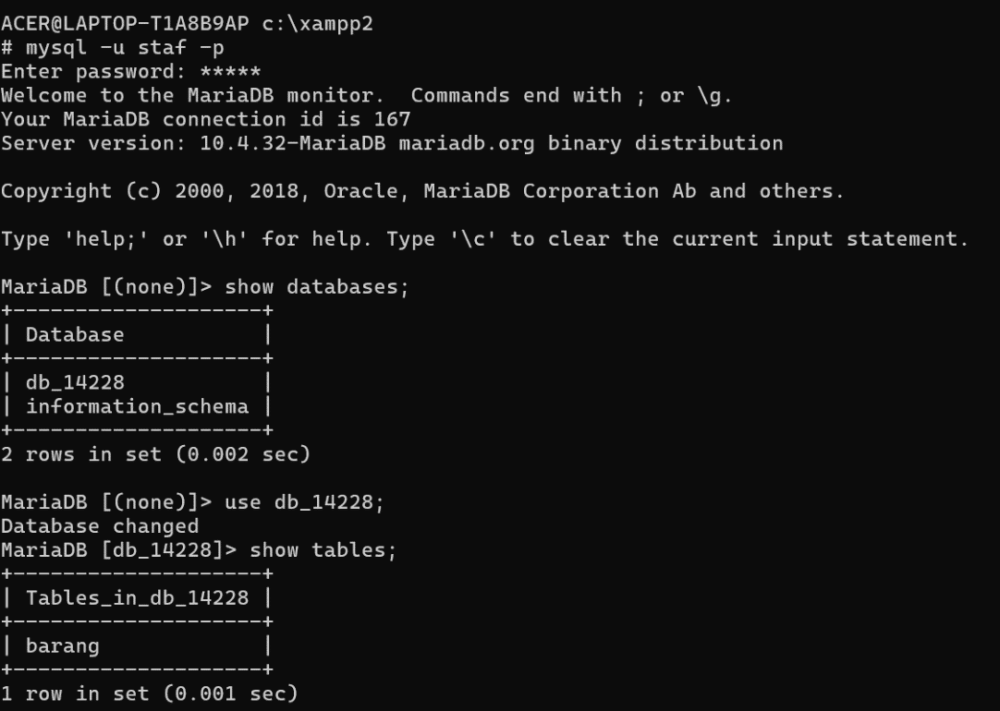 ACER@LAPTOP-T1A8B9AP c:\xampp2
# mysql -u staf -p
Enter password: *****
Welcome to the MariaDB monitor.  Commands end with ; or \g.
Your MariaDB connection id is 167
Server version: 10.4.32-MariaDB mariadb.org binary distribution

Copyright (c) 2000, 2018, Oracle, MariaDB Corporation Ab and others.

Type 'help;' or '\h' for help. Type '\c' to clear the current input statement.

MariaDB [(none)]> show databases;
+--------------------+
| Database           |
+--------------------+
| db_14228           |
| information_schema |
+--------------------+
2 rows in set (0.002 sec)

MariaDB [(none)]> use db_14228;
Database changed
MariaDB [db_14228]> show tables;
+--------------------+
| Tables_in_db_14228 |
+--------------------+
| barang             |
+--------------------+
1 row in set (0.001 sec)